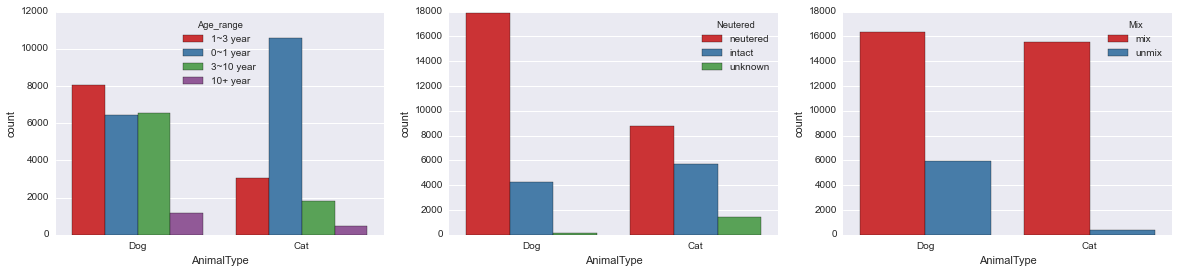 Age_range
1~3 year
0~1 year
3~10 year
10+ year
12000
10000
8000
6000
4000
2000
0
count
Dog
Cat
AnimalType
Neutered
neutered
intact
unknown
18000
16000
14000
12000
10000
8000
6000
4000
2000
0
count
Dog
Cat
AnimalType
Mix
mix
unmix
18000
16000
14000
12000
10000
8000
6000
4000
2000
0
count
Dog
Cat
AnimalType